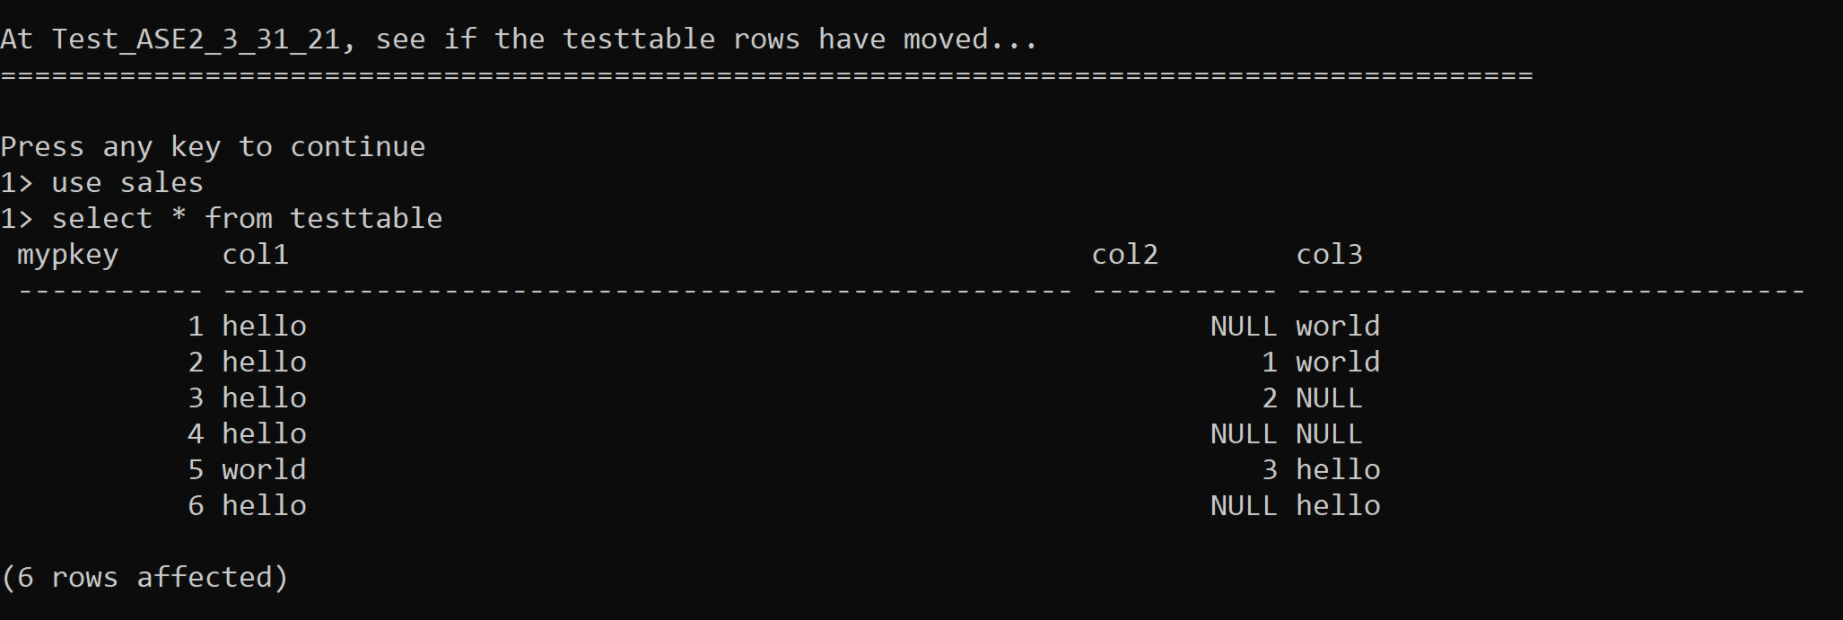 At Test_ASE2_3_31_21, see if the testtable rows have moved...
==========================================================================================
Press any key to continue
1> use sales
1> select * from testtable
 mypkey      col1                                               col2        col3
 ----------- -------------------------------------------------- ----------- ------------------------------
           1 hello                                                     NULL world
           2 hello                                                        1 world
           3 hello                                                        2 NULL
           4 hello                                                     NULL NULL
           5 world                                                        3 hello
           6 hello                                                     NULL hello
(6 rows affected)